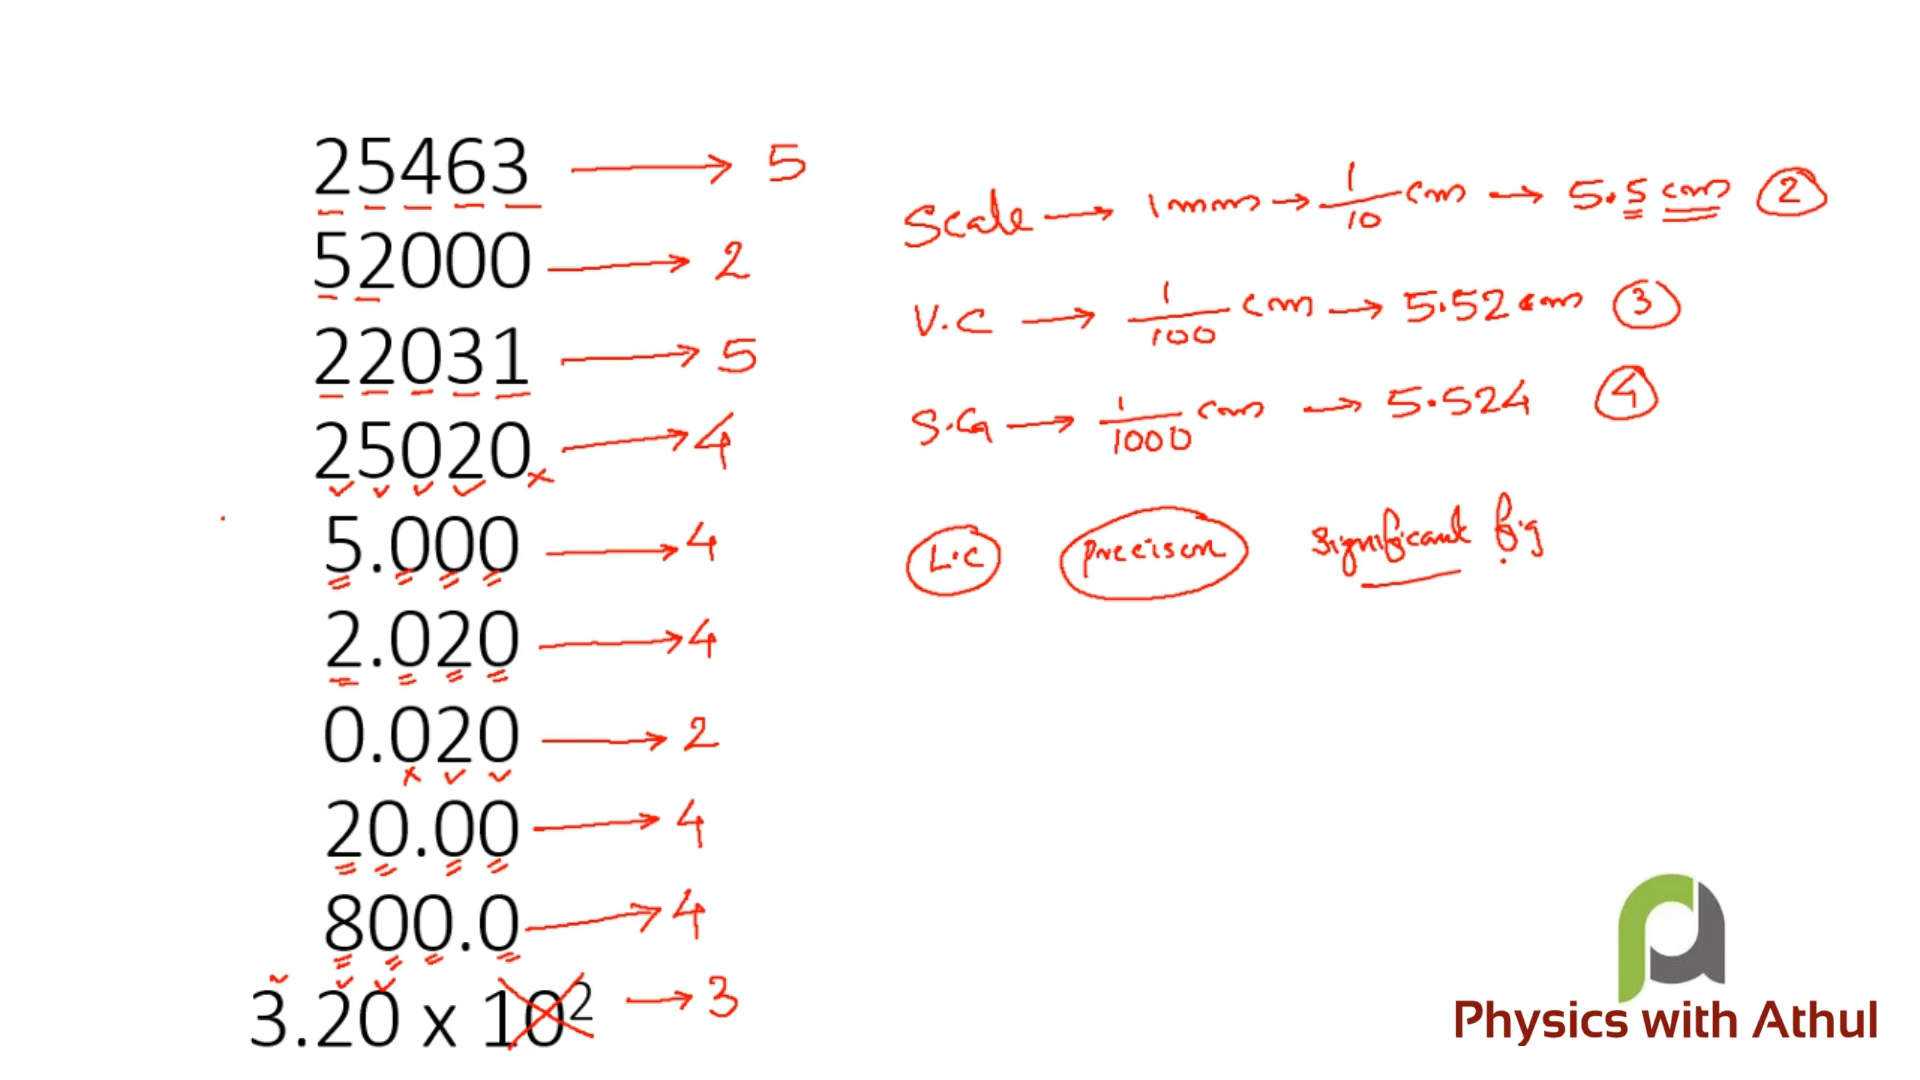 25463 → 5
52000 → 2
22031 → 5
25020 → 4
5.000 → 4
2.020 → 4
0.020 → 2
20.00 → 4
800.0 → 4
3.20 x 10² → 3
Scale → 1mm → 1/10 cm → 5.5 cm 2
V.C → 1/100 cm → 5.52 cm 3
S.G → 1/1000 cm → 5.524 4
L.C precison significant fig
Physics with Athul